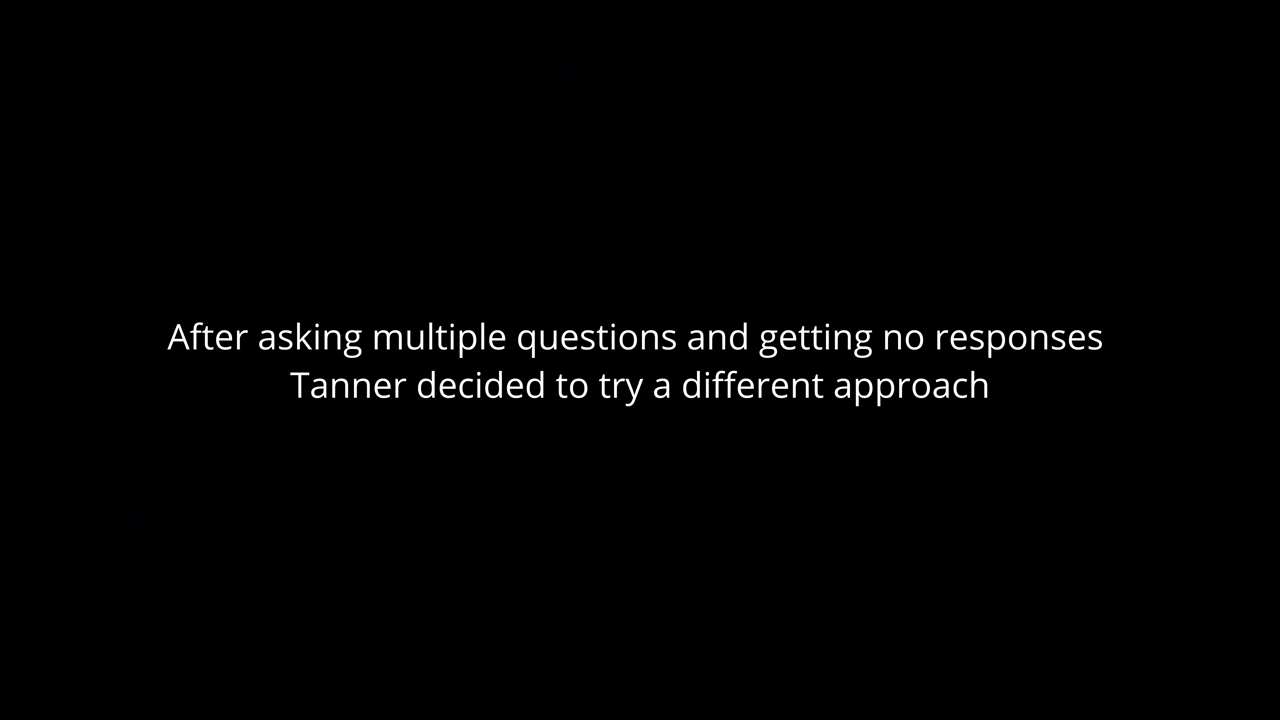 After asking multiple questions and getting no responses
Tanner decided to try a different approach